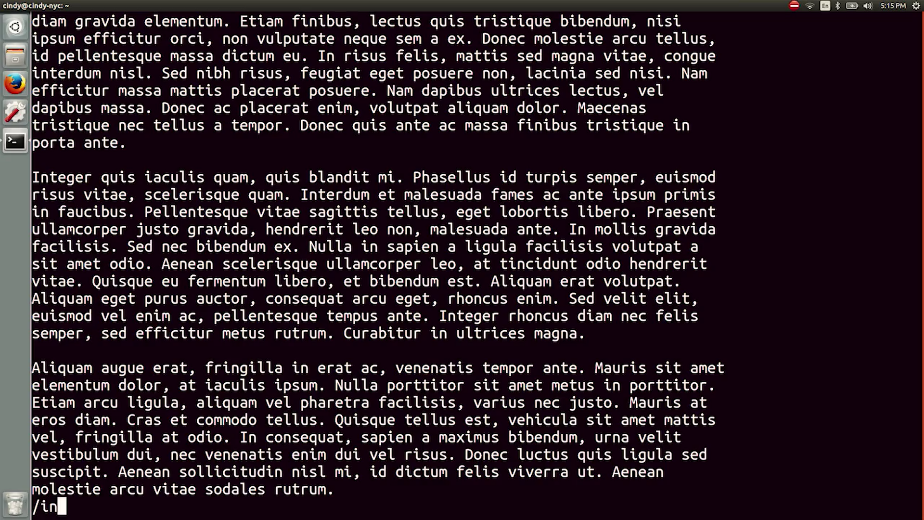 cindy@cindy-nyc: ~
En
5:15 PM
diam gravida elementum. Etiam finibus, lectus quis tristique bibendum, nisi
ipsum efficitur orci, non vulputate neque sem a ex. Donec molestie arcu tellus,
id pellentesque massa dictum eu. In risus felis, mattis sed magna vitae, congue
interdum nisl. Sed nibh risus, feugiat eget posuere non, lacinia sed nisi. Nam
efficitur massa mattis placerat posuere. Nam dapibus ultrices lectus, vel
dapibus massa. Donec ac placerat enim, volutpat aliquam dolor. Maecenas
tristique nec tellus a tempor. Donec quis ante ac massa finibus tristique in
porta ante.
Integer quis iaculis quam, quis blandit mi. Phasellus id turpis semper, euismod
risus vitae, scelerisque quam. Interdum et malesuada fames ac ante ipsum primis
in faucibus. Pellentesque vitae sagittis tellus, eget lobortis libero. Praesent
ullamcorper justo gravida, hendrerit leo non, malesuada ante. In mollis gravida
facilisis. Sed nec bibendum ex. Nulla in sapien a ligula facilisis volutpat a
sit amet odio. Aenean scelerisque ullamcorper leo, at tincidunt odio hendrerit
vitae. Quisque eu fermentum libero, et bibendum est. Aliquam erat volutpat.
Aliquam eget purus auctor, consequat arcu eget, rhoncus enim. Sed velit elit,
euismod vel enim ac, pellentesque tempus ante. Integer rhoncus diam nec felis
semper, sed efficitur metus rutrum. Curabitur in ultrices magna.
Aliquam augue erat, fringilla in erat ac, venenatis tempor ante. Mauris sit amet
elementum dolor, at iaculis ipsum. Nulla porttitor sit amet metus in porttitor.
Etiam arcu ligula, aliquam vel pharetra facilisis, varius nec justo. Mauris at
eros diam. Cras et commodo tellus. Quisque tellus est, vehicula sit amet mattis
vel, fringilla at odio. In consequat, sapien a maximus bibendum, urna velit
vestibulum dui, nec venenatis enim dui vel risus. Donec luctus quis ligula sed
suscipit. Aenean sollicitudin nisl mi, id dictum felis viverra ut. Aenean
molestie arcu vitae sodales rutrum.
/in